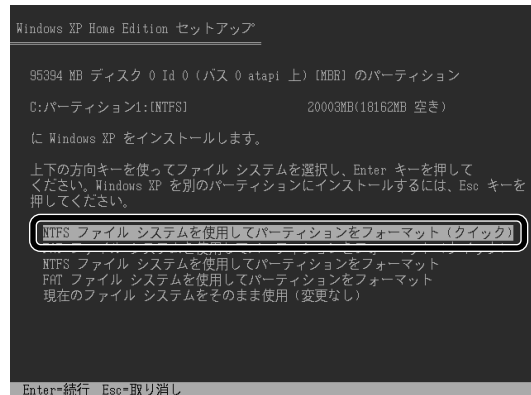 Windows XP Home Edition セットアップ
95394 MB ディスク 0 Id 0 (バス 0 atapi 上) [MBR] のパーティション
C:パーティション1:[NTFS] 20003MB(18162MB 空き)
に Windows XP をインストールします。
上下の方向キーを使ってファイル システムを選択し、Enter キーを押して
ください。Windows XP を別のパーティションにインストールするには、Esc キーを
押してください。
NTFS ファイル システムを使用してパーティションをフォーマット (クイック)
NTFS ファイル システムを使用してパーティションをフォーマット
FAT ファイル システムを使用してパーティションをフォーマット
現在のファイル システムをそのまま使用 (変更なし)
Enter=続行 Esc=取り消し